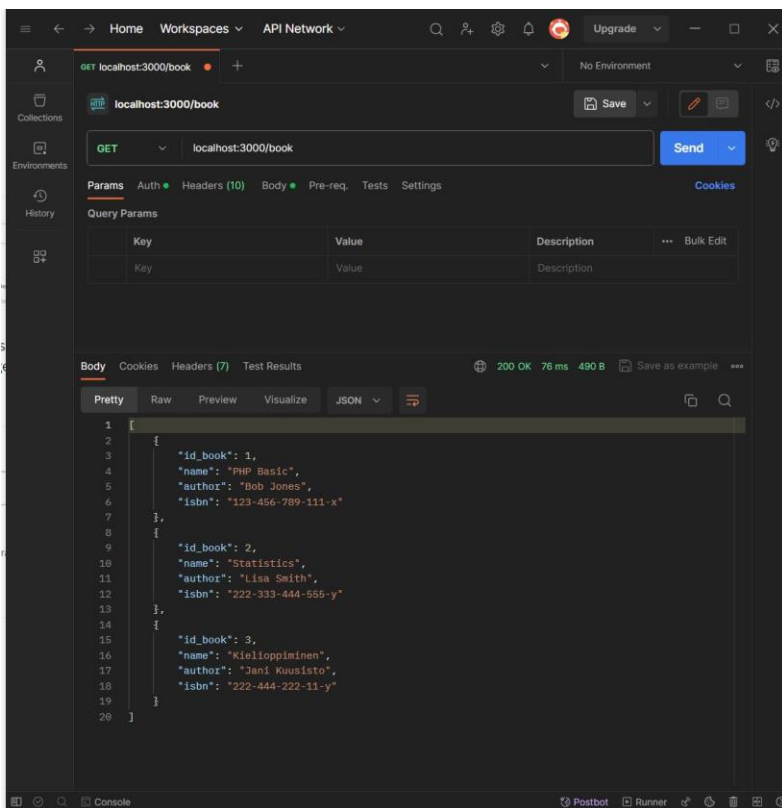 Home Workspaces API Network Upgrade
GET localhost:3000/book No Environment
HTTP localhost:3000/book Save
GET localhost:3000/book Send
Params Auth Headers (10) Body Pre-req. Tests Settings Cookies
Query Params
Key Value Description Bulk Edit
Key Value Description
Collections
Environments
History
Body Cookies Headers (7) Test Results 200 OK 76 ms 490 B Save as example
Pretty Raw Preview Visualize JSON
1 [
2 {
3 "id_book": 1,
4 "name": "PHP Basic",
5 "author": "Bob Jones",
6 "isbn": "123-456-789-111-x"
7 },
8 {
9 "id_book": 2,
10 "name": "Statistics",
11 "author": "Lisa Smith",
12 "isbn": "222-333-444-555-y"
13 },
14 {
15 "id_book": 3,
16 "name": "Kielioppiminen",
17 "author": "Jani Kuusisto",
18 "isbn": "222-444-222-11-y"
19 }
20 ]
Console Postbot Runner